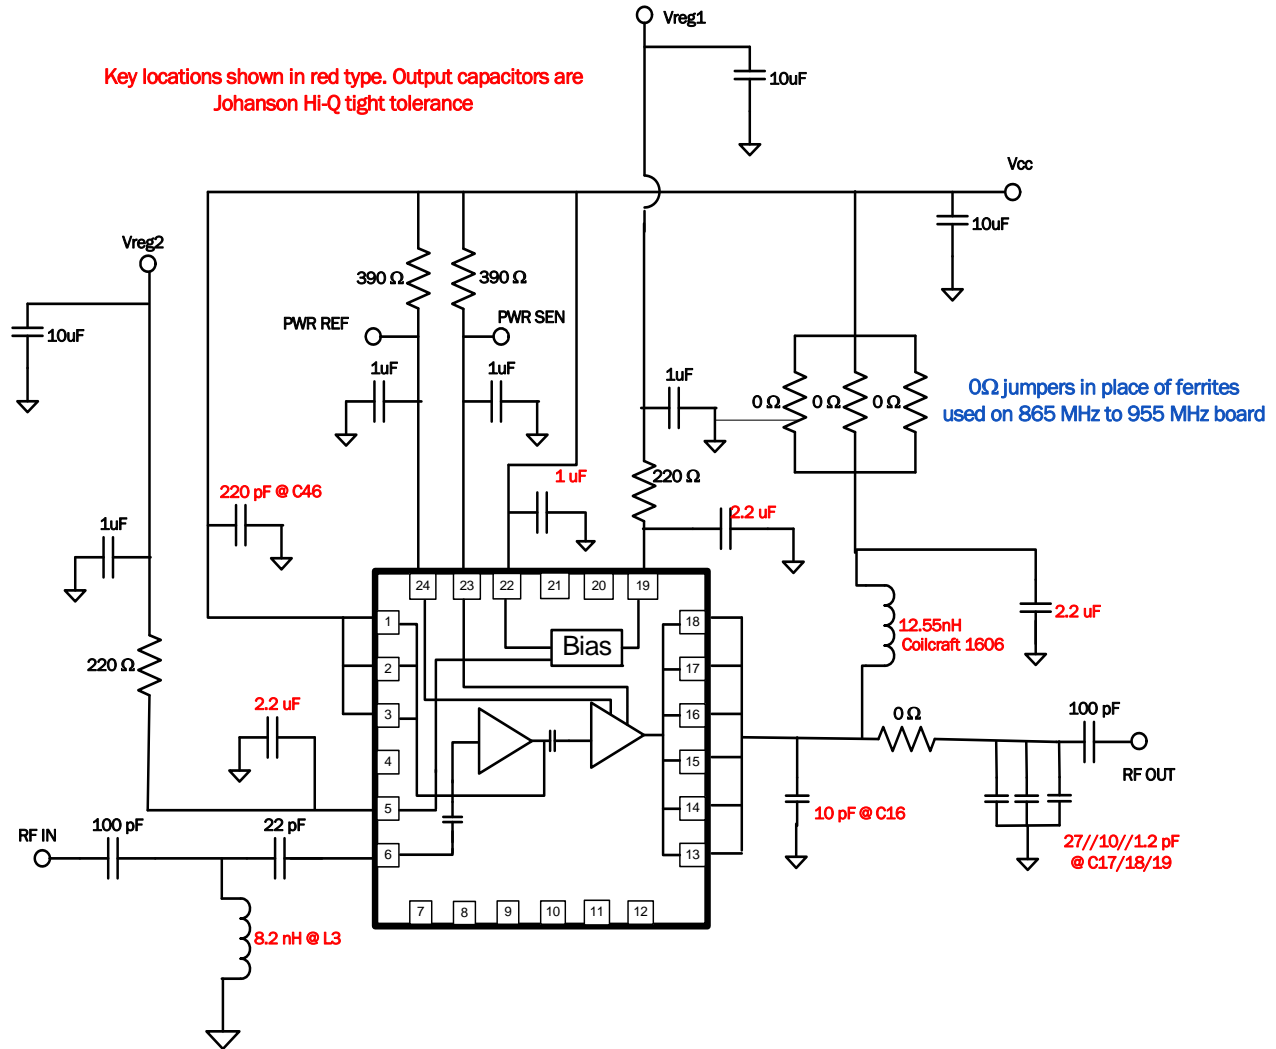 Vreg1
Key locations shown in red type. Output capacitors are
Johanson Hi-Q tight tolerance
10uF
Vcc
10uF
Vreg2
390 Ω
390 Ω
PWR REF
PWR SEN
10uF
1uF
1uF
1uF
0 Ω
0 Ω
0 Ω
0Ω jumpers in place of ferrites
used on 865 MHz to 955 MHz board
220 pF @ C46
1 uF
220 Ω
2.2 uF
1uF
24
23
22
21
20
19
1
2
3
4
5
6
Bias
18
17
16
15
14
13
12.55nH
Coilcraft 1606
2.2 uF
220 Ω
2.2 uF
0 Ω
100 pF
RF OUT
10 pF @ C16
27//10//1.2 pF
@ C17/18/19
RF IN
100 pF
22 pF
7
8
9
10
11
12
8.2 nH @ L3